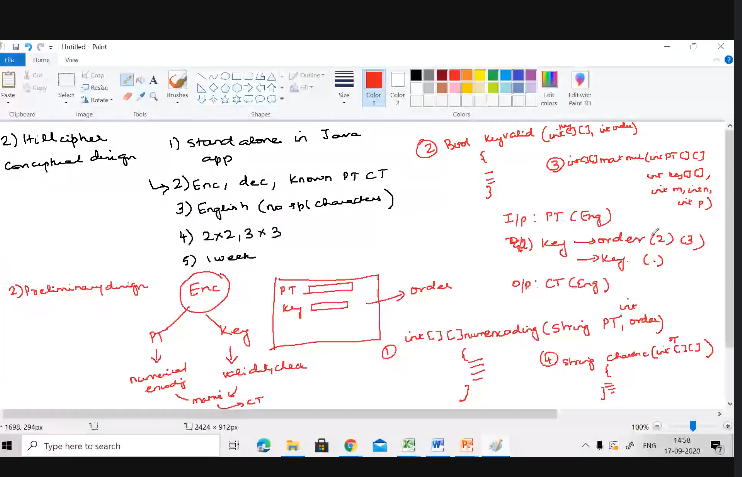 Untitled - Paint
File
Home
View
Cut
Copy
Paste
Clipboard
Crop
Resize
Rotate
Select
Image
Tools
Brushes
Shapes
Outline
Fill
Size
Color 1
Color 2
Colors
Edit colors
Edit with Paint 3D
2) Hill cipher
conceptual design
1) Stand alone in Java
app
2) Enc, dec, known PT CT
3) English (no spl characters)
4) 2x2, 3x3
5) 1 week
2) Preliminary design
Enc
PT
Key
numerical
encoding
validity check
CT
PT
Key
order
2 Bool Keyvalid (int key[][], int order)
{
}
3 int[][] matmul (int PT[][]
int key[][],
int m, int n,
int p)
I/p: PT (Eng)
Key → order (2) (3)
→ Key (.)
O/p: CT (Eng)
1 int[][] numencoding (String PT, int order)
{
}
4 String charenc (int PT[][])
{
}
1698, 294px
2424 × 912px
100%
Type here to search
ENG
14:58
17-09-2020
7